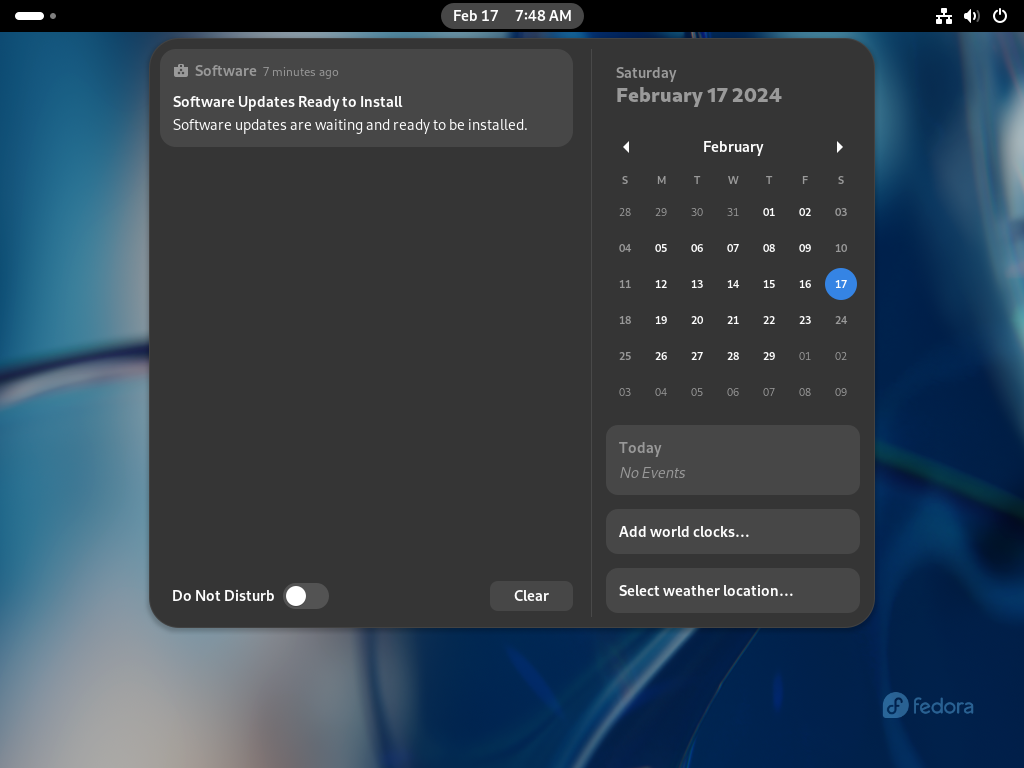 Feb 17 7:48 AM
Software 7 minutes ago
Software Updates Ready to Install
Software updates are waiting and ready to be installed.
Do Not Disturb
Clear
Saturday
February 17 2024
February
S M T W T F S
28 29 30 31 01 02 03
04 05 06 07 08 09 10
11 12 13 14 15 16 17
18 19 20 21 22 23 24
25 26 27 28 29 01 02
03 04 05 06 07 08 09
Today
No Events
Add world clocks…
Select weather location…
fedora